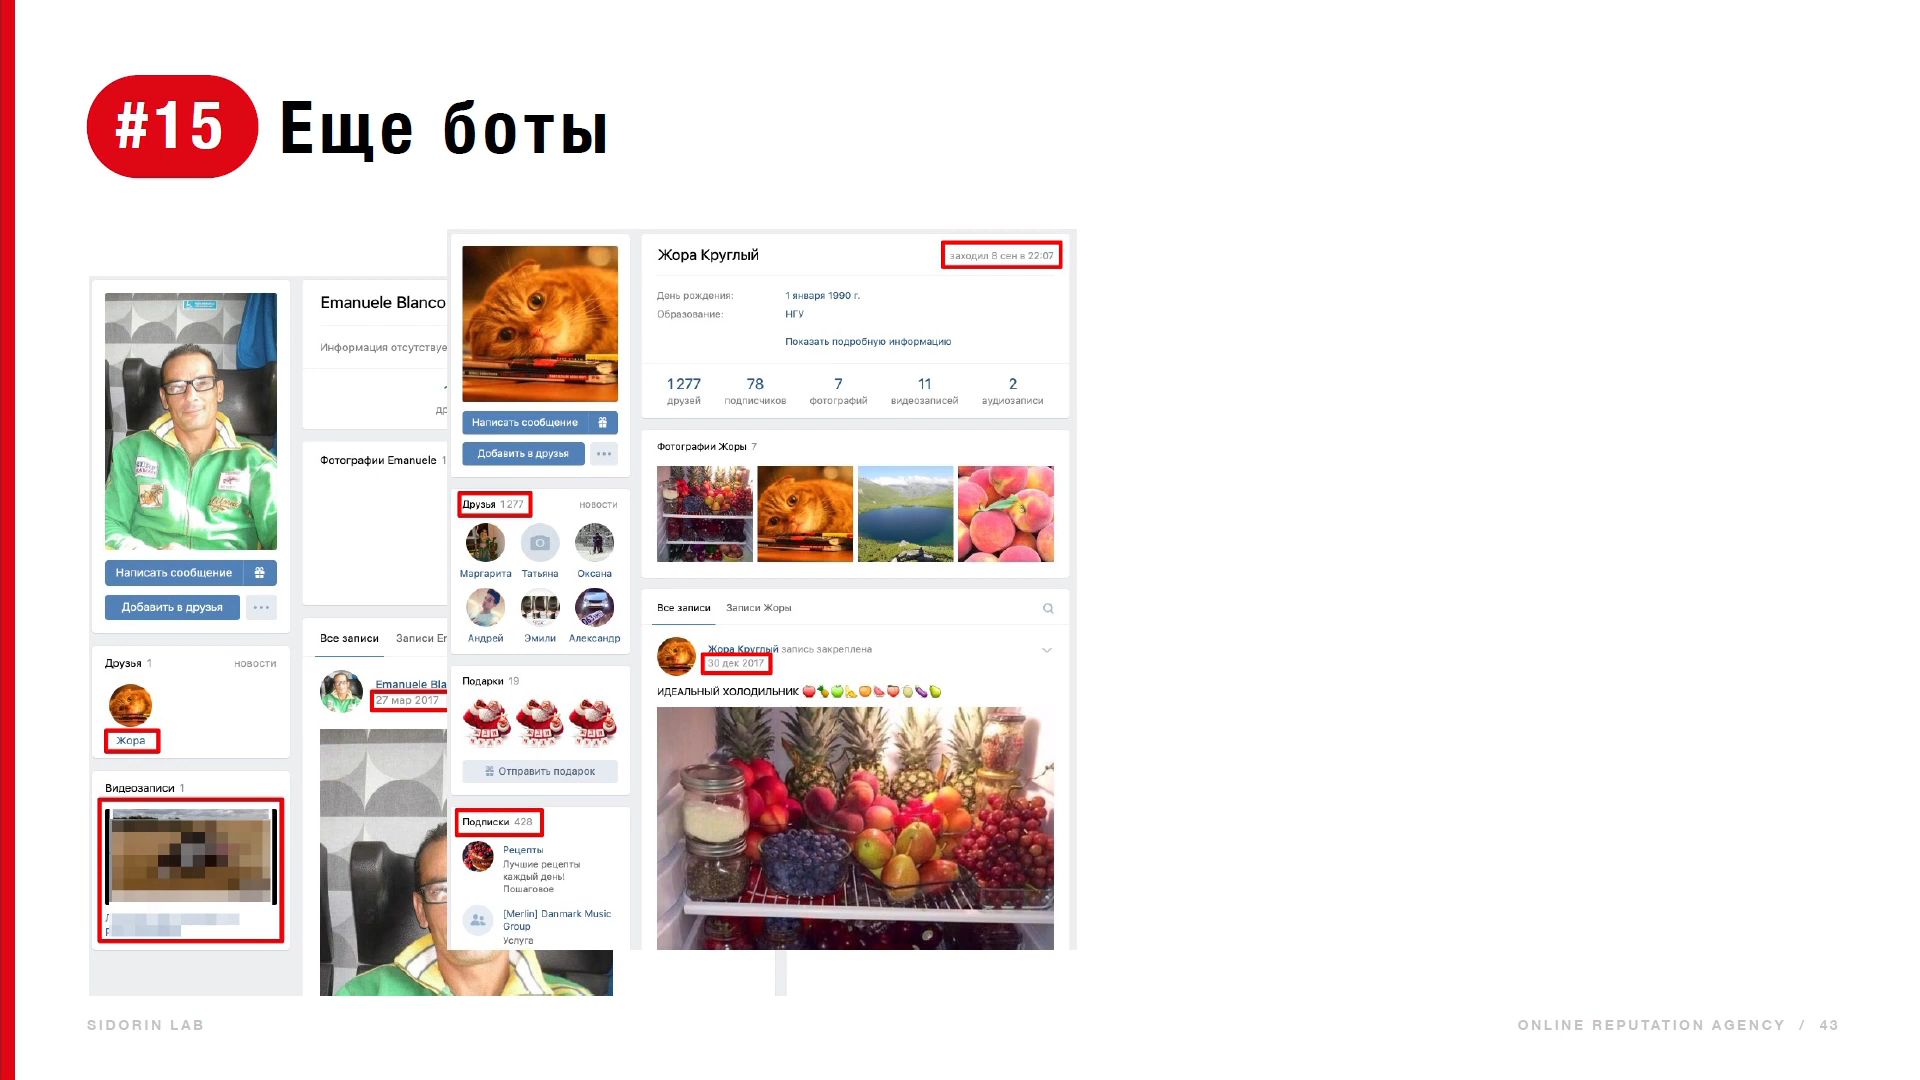 #15 Еще боты
Emanuele Blanco
Информация отсутствуе
др
Фотографии Emanuele 1
Написать сообщение
Добавить в друзья
Друзья 1 новости
Жора
Видеозаписи 1
Все записи Записи Em
Emanuele Bla
27 мар 2017
Жора Круглый
заходил 8 сен в 22:07
День рождения: 1 января 1990 г.
Образование: НГУ
Показать подробную информацию
1 277 78 7 11 2
друзей подписчиков фотографий видеозаписей аудиозаписи
Написать сообщение
Добавить в друзья
Друзья 1 277 новости
Маргарита Татьяна Оксана
Андрей Эмили Александр
Подарки 19
Отправить подарок
Подписки 428
Рецепты
Лучшие рецепты
каждый день!
Пошаговое
[Merlin] Danmark Music
Group
Услуга
Фотографии Жоры 7
Все записи Записи Жоры
Жора Круглый запись закреплена
30 дек 2017
ИДЕАЛЬНЫЙ ХОЛОДИЛЬНИК
SIDORIN LAB
ONLINE REPUTATION AGENCY / 43